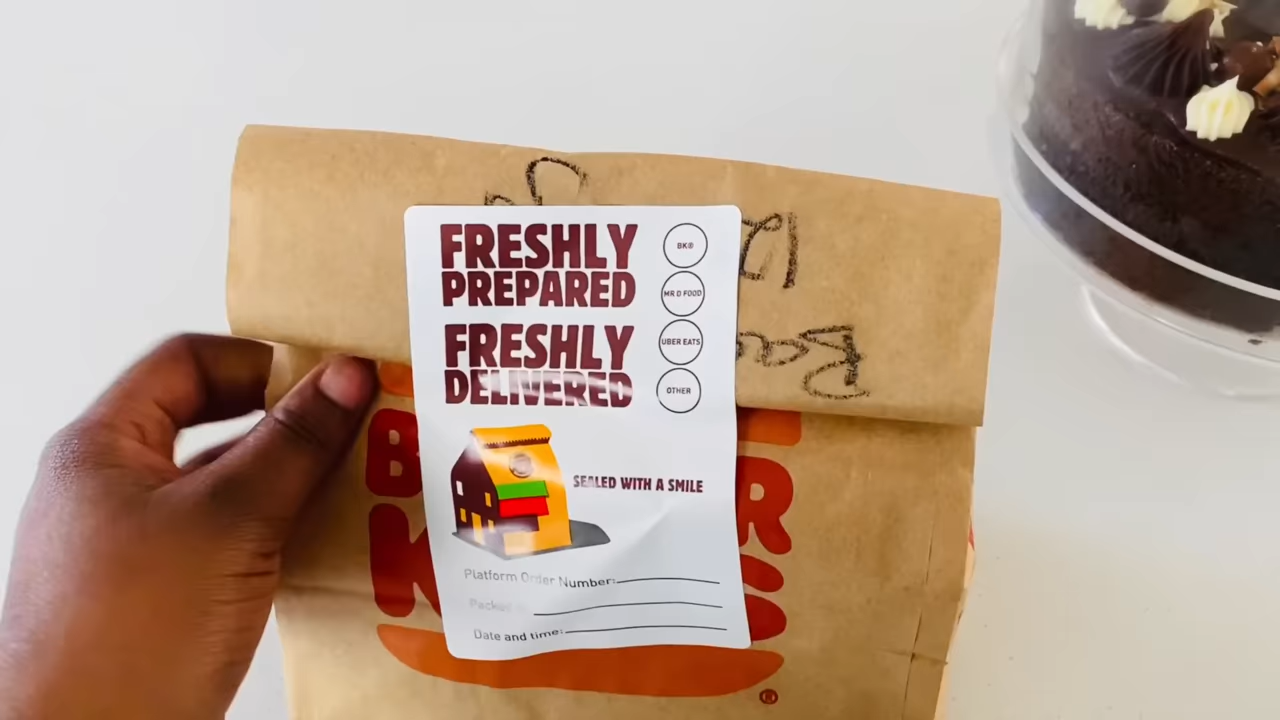 FRESHLY
PREPARED
FRESHLY
DELIVERED
BK®
MR D FOOD
UBER EATS
OTHER
SEALED WITH A SMILE
Platform Order Number:
Date and time:
®